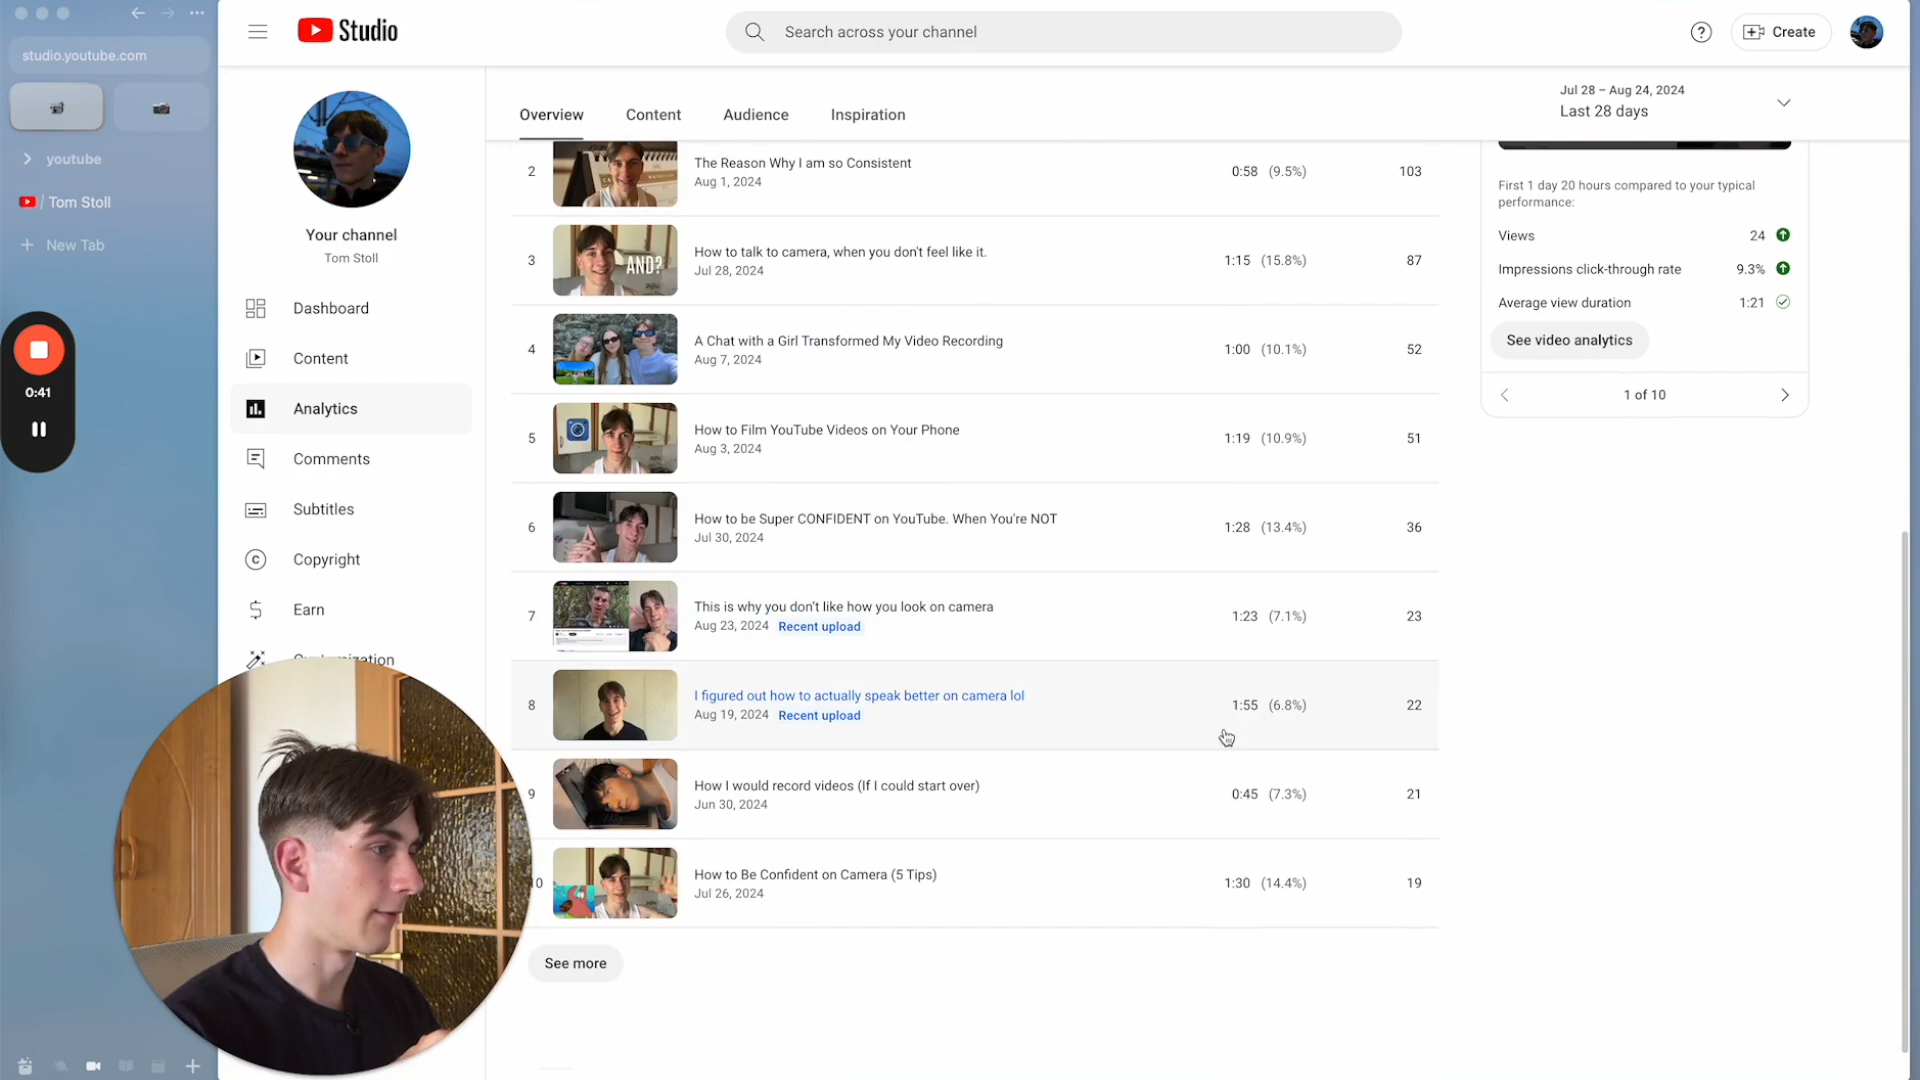 studio.youtube.com
youtube
/ Tom Stoll
New Tab
0:41
Studio
Search across your channel
Create
Your channel
Tom Stoll
Dashboard
Content
Analytics
Comments
Subtitles
Copyright
Earn
Customization
Overview Content Audience Inspiration
Jul 28 – Aug 24, 2024
Last 28 days
2 The Reason Why I am so Consistent 0:58 (9.5%) 103
Aug 1, 2024
AND?
3 How to talk to camera, when you don't feel like it. 1:15 (15.8%) 87
Jul 28, 2024
4 A Chat with a Girl Transformed My Video Recording 1:00 (10.1%) 52
Aug 7, 2024
5 How to Film YouTube Videos on Your Phone 1:19 (10.9%) 51
Aug 3, 2024
6 How to be Super CONFIDENT on YouTube. When You're NOT 1:28 (13.4%) 36
Jul 30, 2024
7 This is why you don't like how you look on camera 1:23 (7.1%) 23
Aug 23, 2024 Recent upload
8 I figured out how to actually speak better on camera lol 1:55 (6.8%) 22
Aug 19, 2024 Recent upload
9 How I would record videos (If I could start over) 0:45 (7.3%) 21
Jun 30, 2024
10 How to Be Confident on Camera (5 Tips) 1:30 (14.4%) 19
Jul 26, 2024
See more
First 1 day 20 hours compared to your typical
performance:
Views 24
Impressions click-through rate 9.3%
Average view duration 1:21
See video analytics
1 of 10